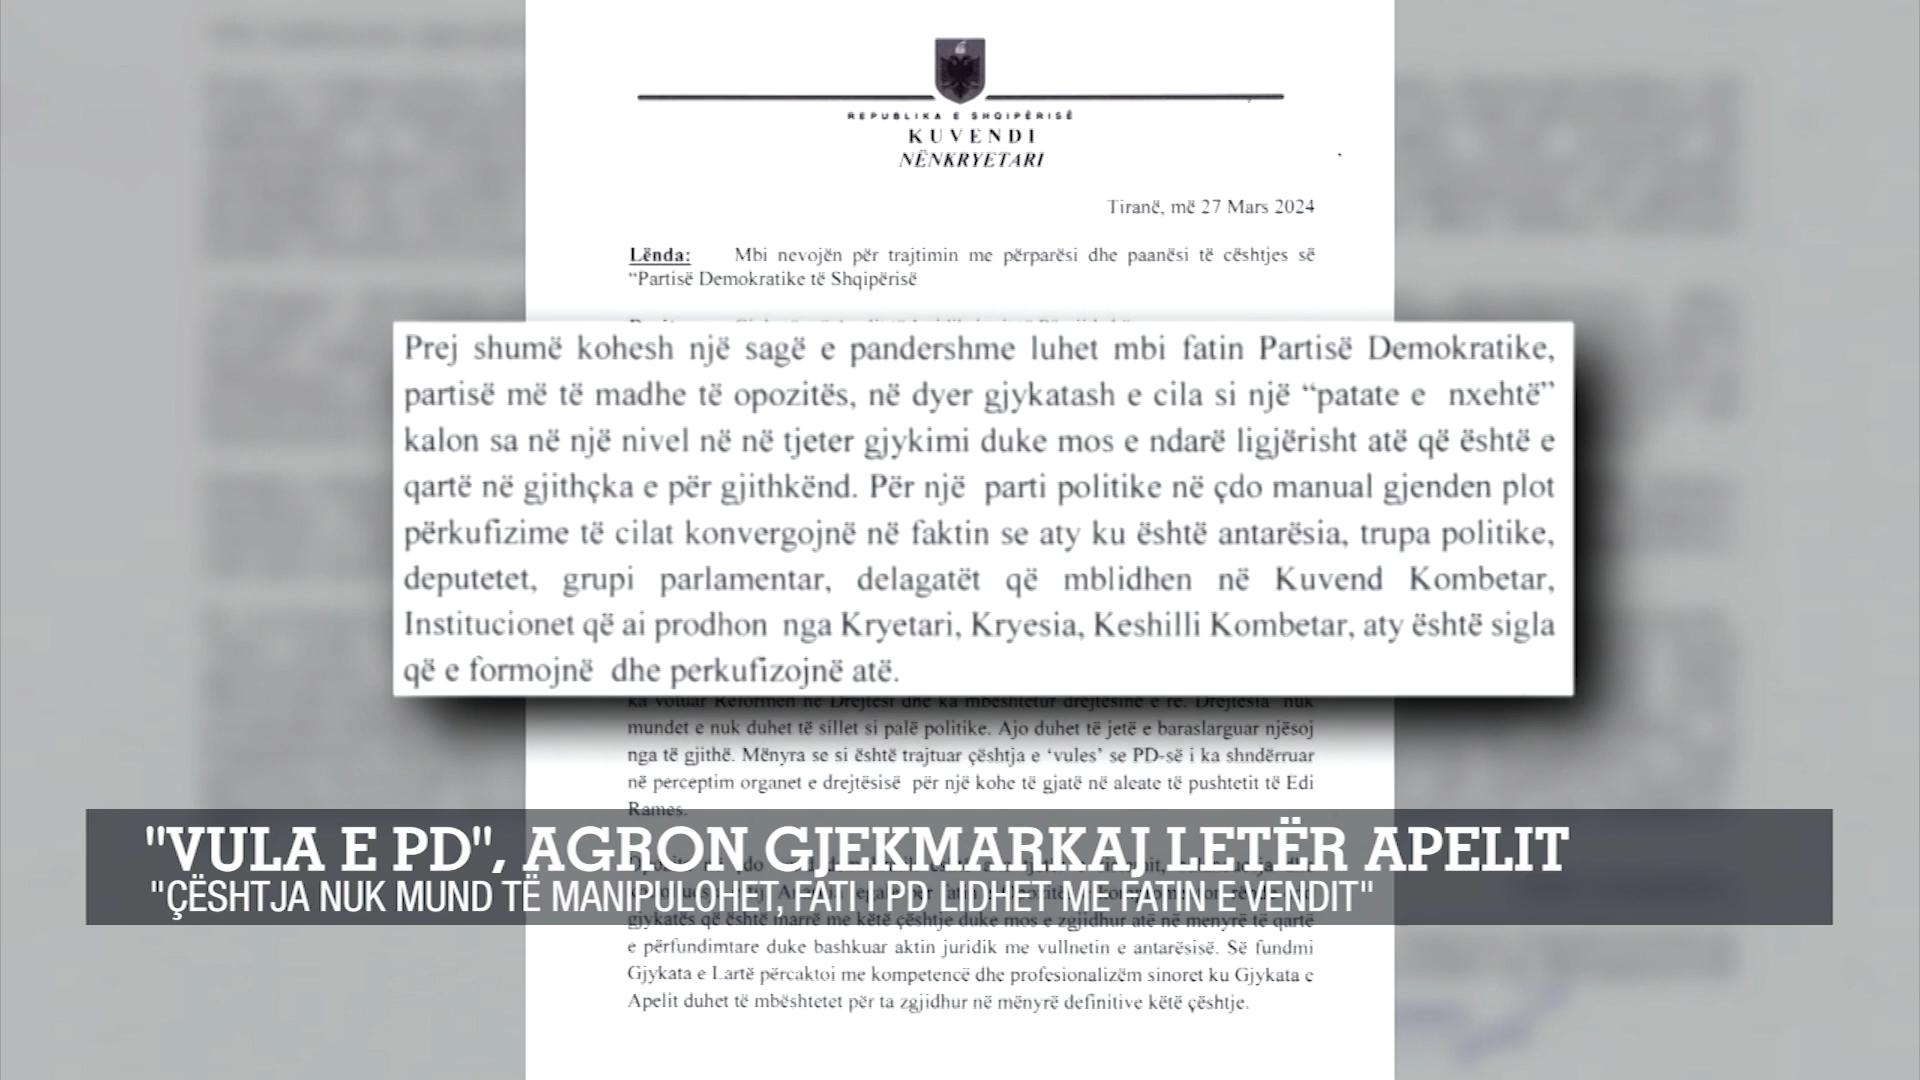 REPUBLIKA E SHQIPËRISË
KUVENDI
NËNKRYETARI
Tiranë, më 27 Mars 2024
Lënda: Mbi nevojën për trajtimin me përparësi dhe paanësi të cështjes së
“Partisë Demokratike të Shqipërisë
Prej shumë kohesh një sagë e pandershme luhet mbi fatin Partisë Demokratike,
partisë më të madhe të opozitës, në dyer gjykatash e cila si një “patate e nxehtë”
kalon sa në një nivel në në tjeter gjykimi duke mos e ndarë ligjërisht atë që është e
qartë në gjithçka e për gjithkënd. Për një parti politike në çdo manual gjenden plot
përkufizime të cilat konvergojnë në faktin se aty ku është antarësia, trupa politike,
deputetet, grupi parlamentar, delagatët që mblidhen në Kuvend Kombetar,
Institucionet që ai prodhon nga Kryetari, Kryesia, Keshilli Kombetar, aty është sigla
që e formojnë dhe perkufizojnë atë.
ka votuar Reformën në Drejtësi dhe ka mbështetur drejtësinë e re. Drejtësia nuk
mundet e nuk duhet të sillet si palë politike. Ajo duhet të jetë e baraslarguar njësoj
nga të gjithë. Mënyra se si është trajtuar çështja e ‘vules’ se PD-së i ka shndërruar
në perceptim organet e drejtësisë për një kohe të gjatë në aleate të pushtetit të Edi
Rames.
"VULA E PD", AGRON GJEKMARKAJ LETËR APELIT
"ÇËSHTJA NUK MUND TË MANIPULOHET, FATI I PD LIDHET ME FATIN E VENDIT"
gjykatës që është marrë me këtë çështje duke mos e zgjidhur atë në menyrë të qartë
e përfundimtare duke bashkuar aktin juridik me vullnetin e antarësisë. Së fundmi
Gjykata e Lartë përcaktoi me kompetencë dhe profesionalizëm sinoret ku Gjykata e
Apelit duhet të mbështetet për ta zgjidhur në mënyrë definitive këtë çështje.